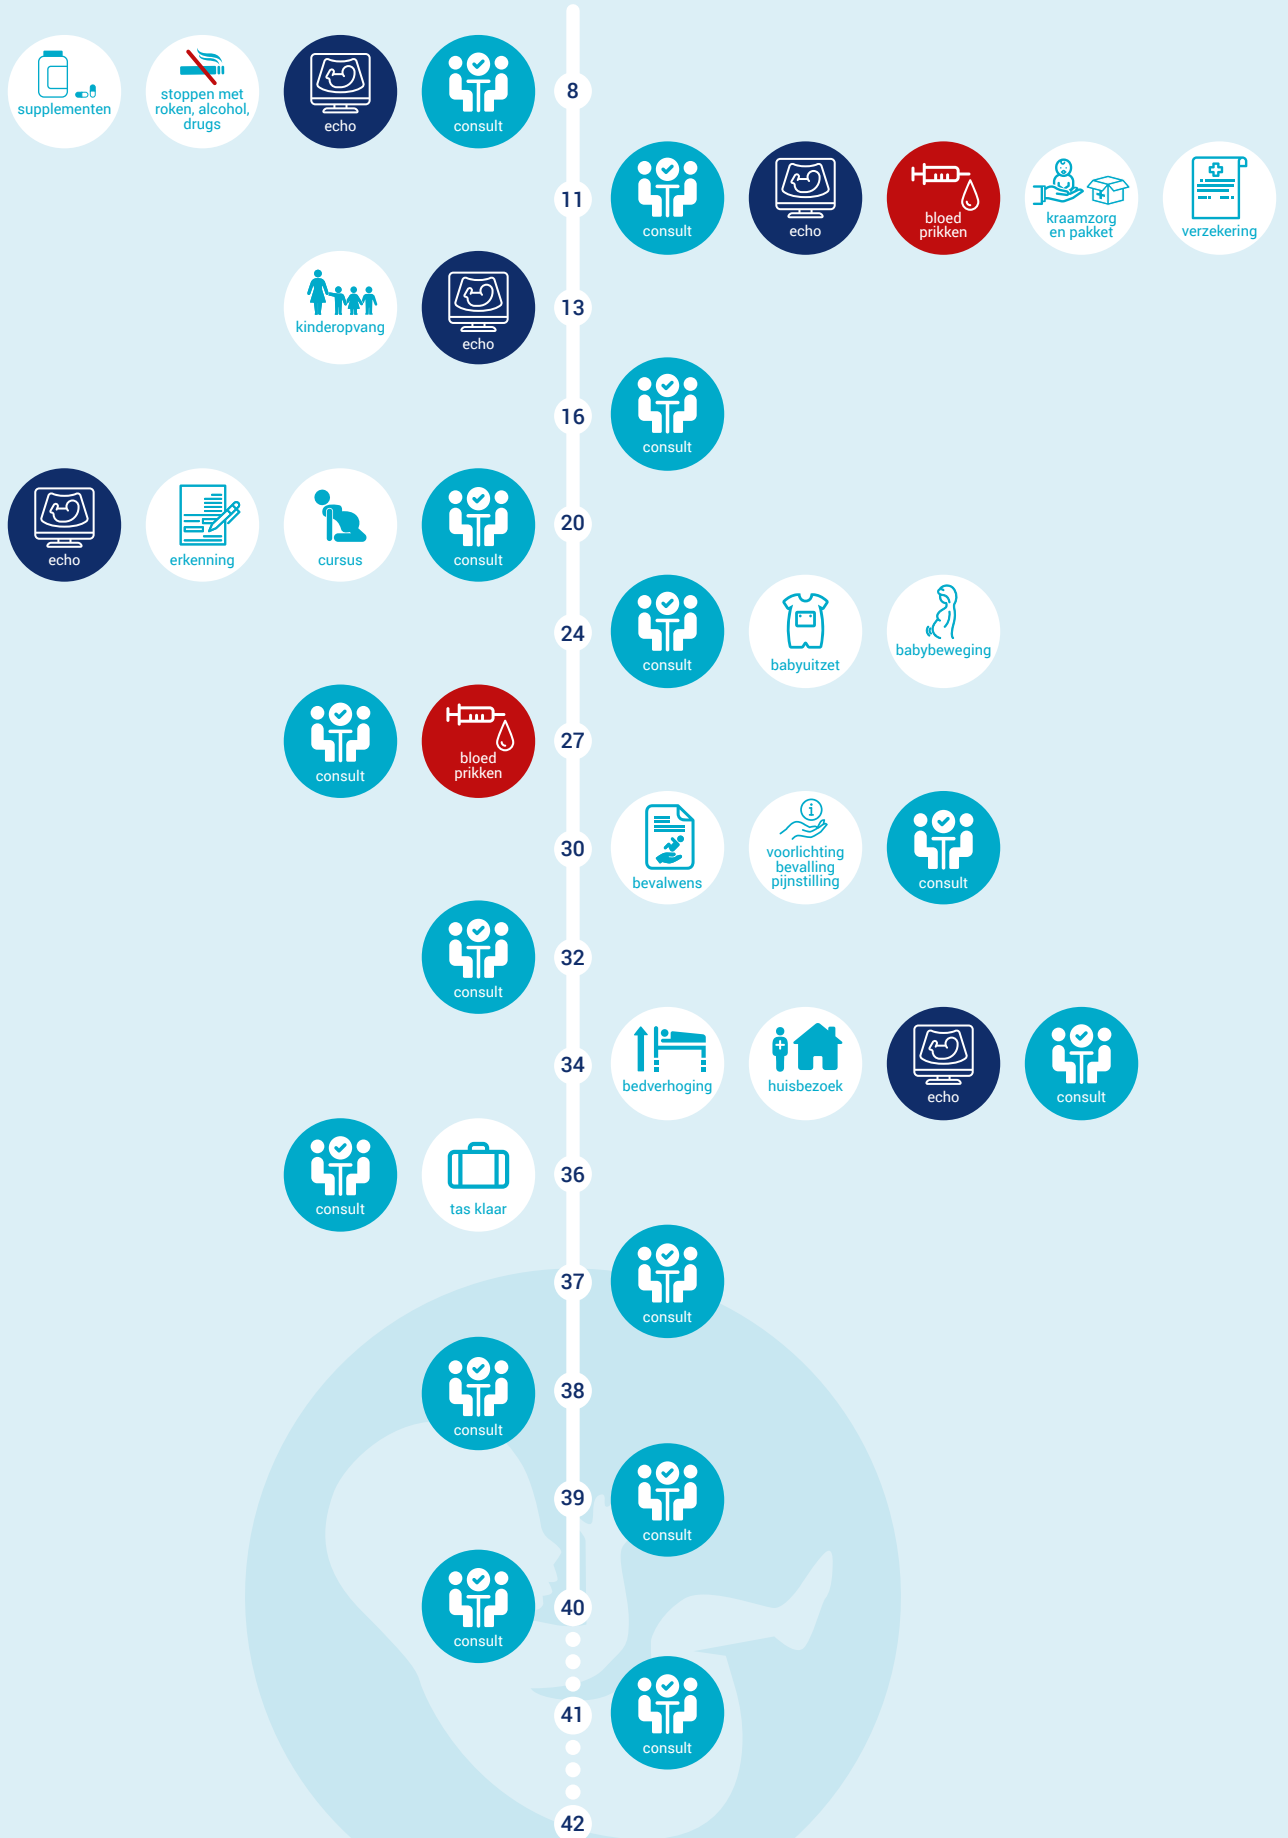 supplementen
stoppen met
roken, alcohol,
drugs
echo
consult
8
11
consult
echo
bloed
prikken
kraamzorg
en pakket
verzekering
kinderopvang
echo
13
16
consult
echo
erkenning
cursus
consult
20
24
consult
babyuitzet
babybeweging
consult
bloed
prikken
27
30
bevalwens
voorlichting
bevalling
pijnstilling
consult
consult
32
34
bedverhoging
huisbezoek
echo
consult
consult
tas klaar
36
37
consult
consult
38
39
consult
consult
40
41
consult
42